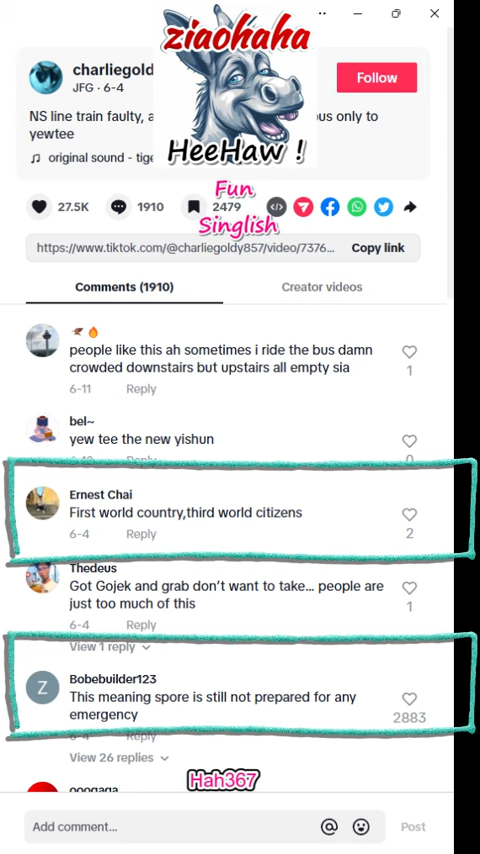 ziaohaha
charliegold
JFG · 6-4
Follow
NS line train faulty, a us only to
yewtee
HeeHaw !
original sound - tige
Fun
27.5K
1910
2479
Singlish
https://www.tiktok.com/@charliegoldy857/video/7376...
Copy link
Comments (1910)
Creator videos
people like this ah sometimes i ride the bus damn
crowded downstairs but upstairs all empty sia
1
6-11 Reply
bel~
yew tee the new yishun
0
Reply
Ernest Chai
First world country,third world citizens
2
6-4 Reply
Thedeus
Got Gojek and grab don't want to take... people are
just too much of this
1
6-4 Reply
View 1 reply
Z
Bobebuilder123
This meaning spore is still not prepared for any
emergency
2883
6-4 Reply
View 26 replies
Hah367
ooogaga
Add comment...
Post